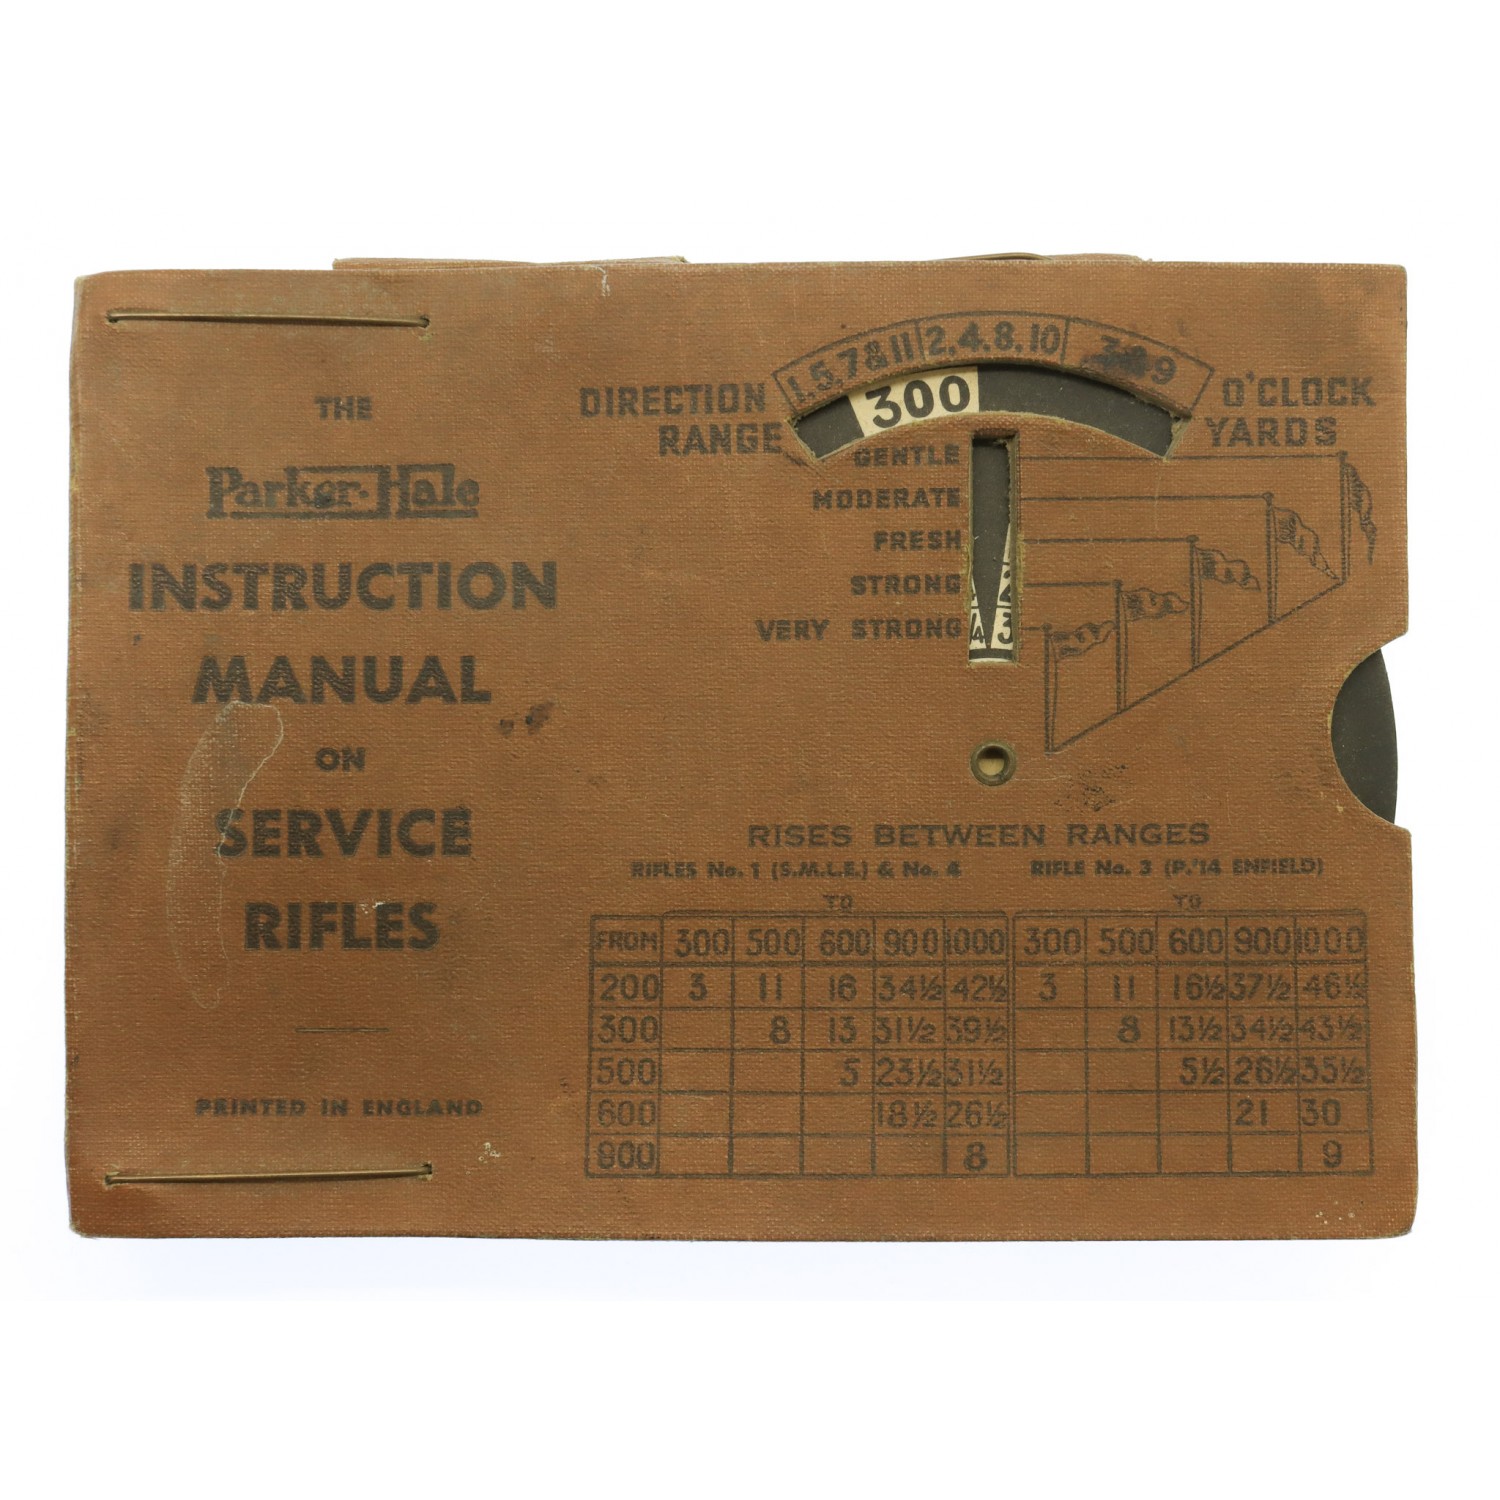 THE
Parker-Hale
INSTRUCTION
MANUAL
ON
SERVICE
RIFLES
PRINTED IN ENGLAND
DIRECTION 1, 5, 7 & 11 2, 4, 8, 10 3 & 9 O'CLOCK
RANGE 300 YARDS
GENTLE
MODERATE
FRESH
STRONG 2
VERY STRONG 1/4 3
RISES BETWEEN RANGES
RIFLES No. 1 (S.M.L.E.) & No. 4 RIFLE No. 3 (P.'14 ENFIELD)
TO TO
FROM 300 500 600 900 1000 300 500 600 900 1000
200 3 11 16 34½ 42½ 3 11 16½ 37½ 46½
300 8 13 31½ 39½ 8 13½ 34½ 43½
500 5 23½ 31½ 5½ 26½ 35½
600 18½ 26½ 21 30
900 8 9